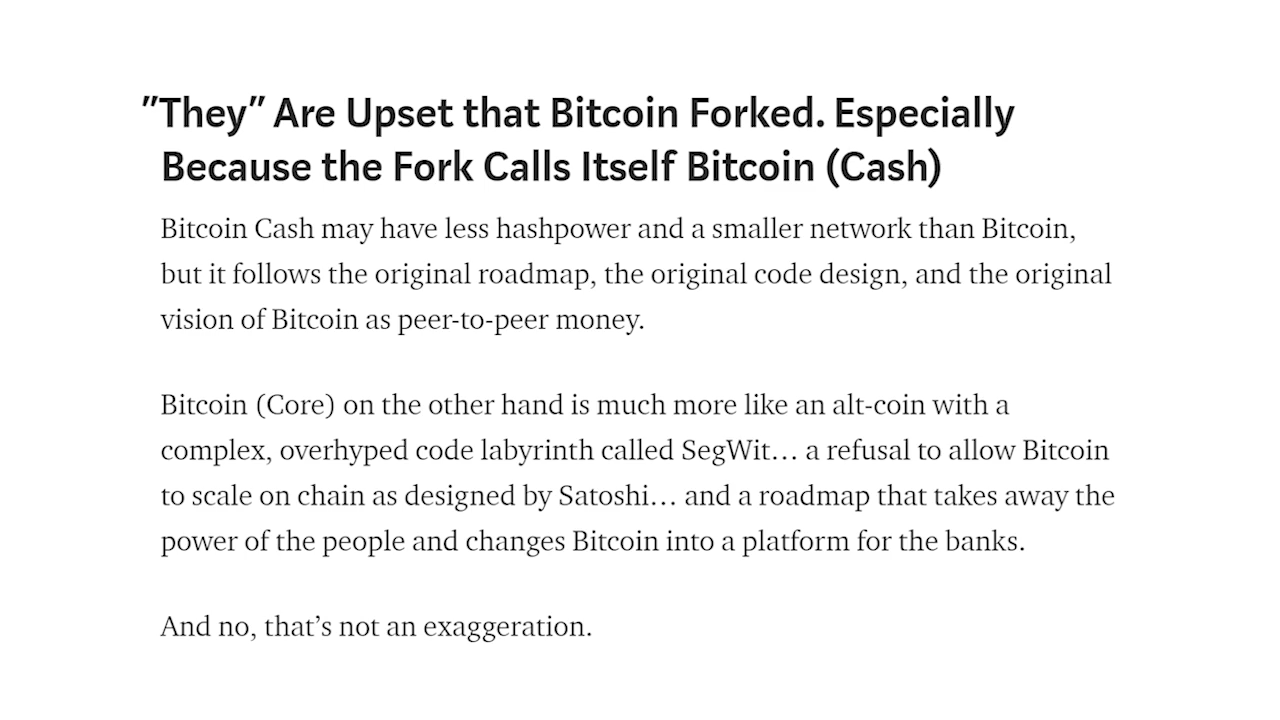 "They" Are Upset that Bitcoin Forked. Especially
Because the Fork Calls Itself Bitcoin (Cash)
Bitcoin Cash may have less hashpower and a smaller network than Bitcoin,
but it follows the original roadmap, the original code design, and the original
vision of Bitcoin as peer-to-peer money.
Bitcoin (Core) on the other hand is much more like an alt-coin with a
complex, overhyped code labyrinth called SegWit… a refusal to allow Bitcoin
to scale on chain as designed by Satoshi… and a roadmap that takes away the
power of the people and changes Bitcoin into a platform for the banks.
And no, that’s not an exaggeration.